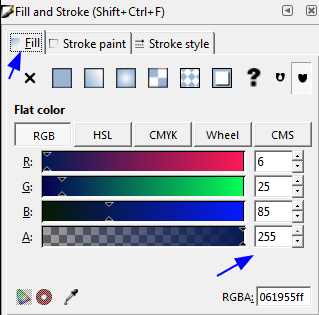 Fill and Stroke (Shift+Ctrl+F)
Fill Stroke paint Stroke style
?
Flat color
RGB HSL CMYK Wheel CMS
R: 6
G: 25
B: 85
A: 255
RGBA: 061955ff